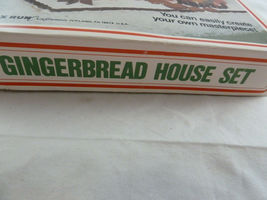 You can easily create
your own masterpiece!
GINGERBREAD HOUSE SET